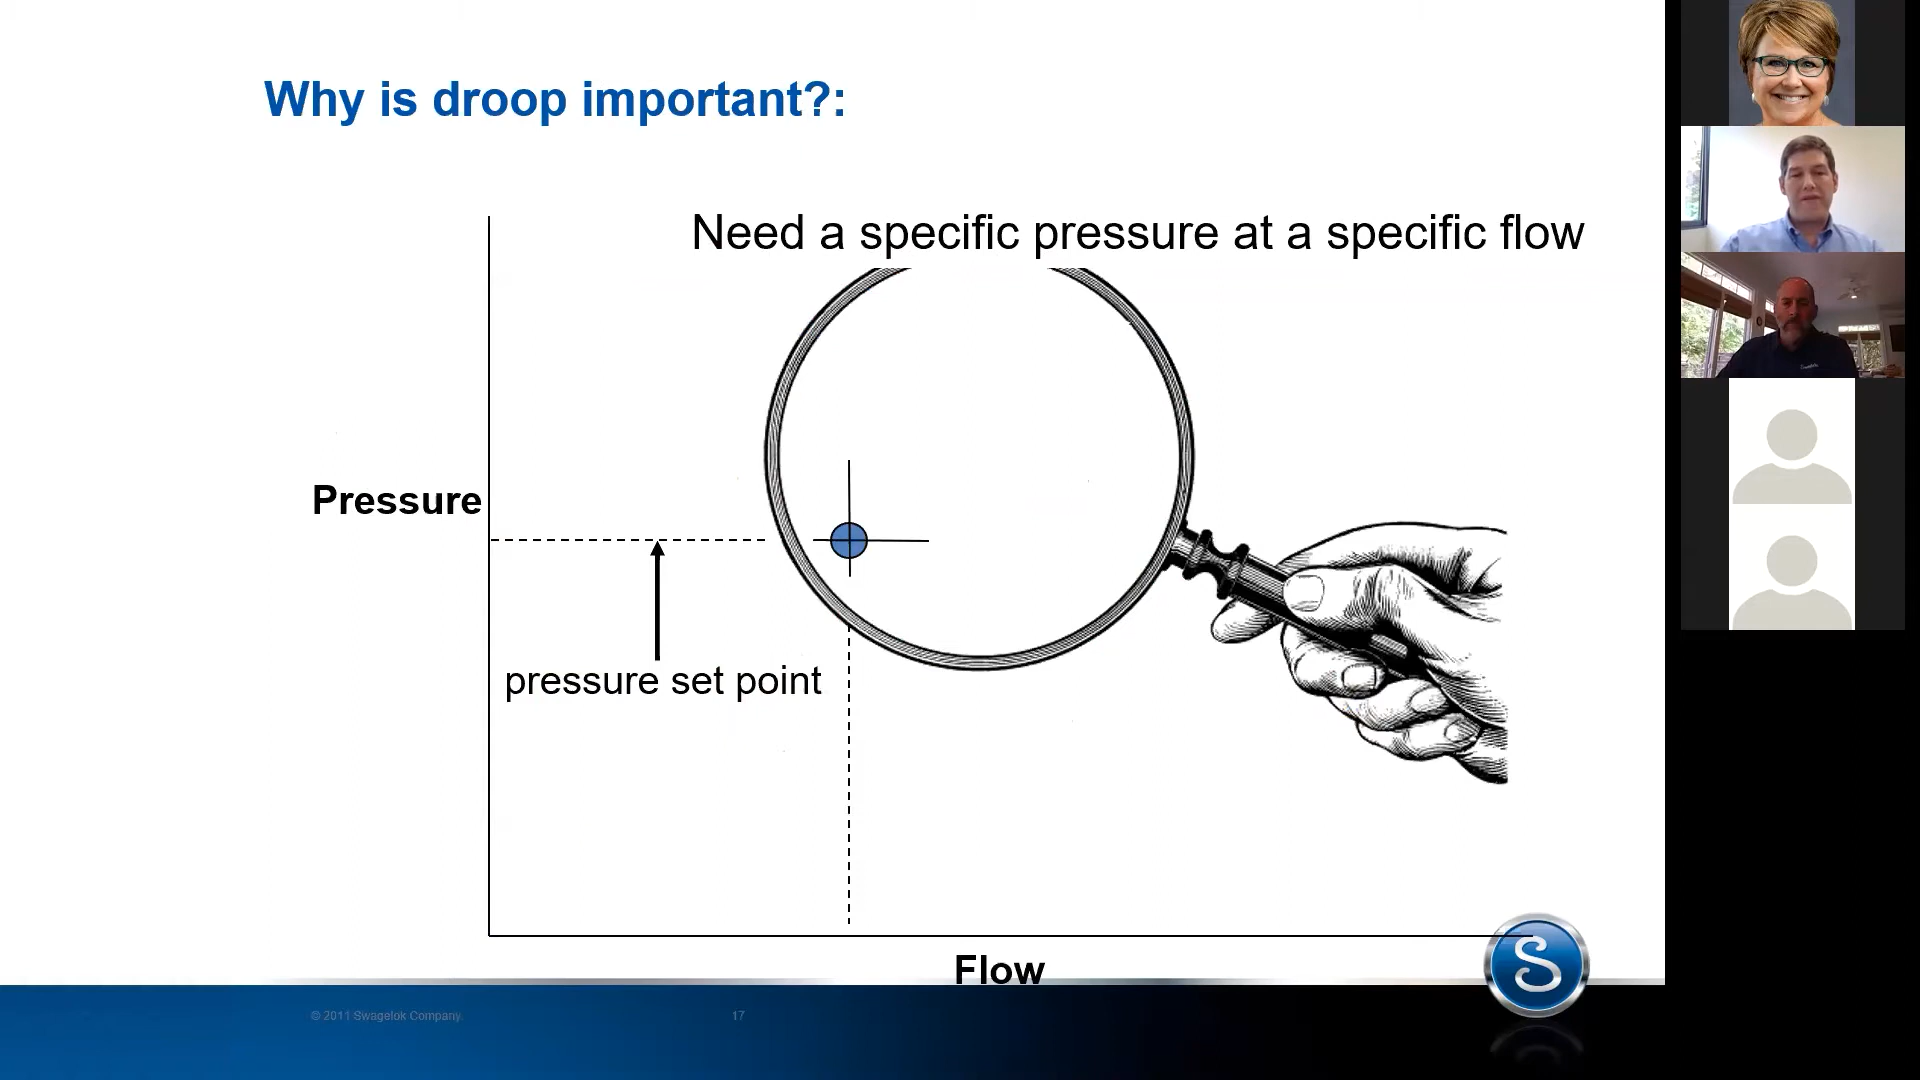 Why is droop important?:
Need a specific pressure at a specific flow
Pressure
pressure set point
Flow
© 2011 Swagelok Company.
17
S